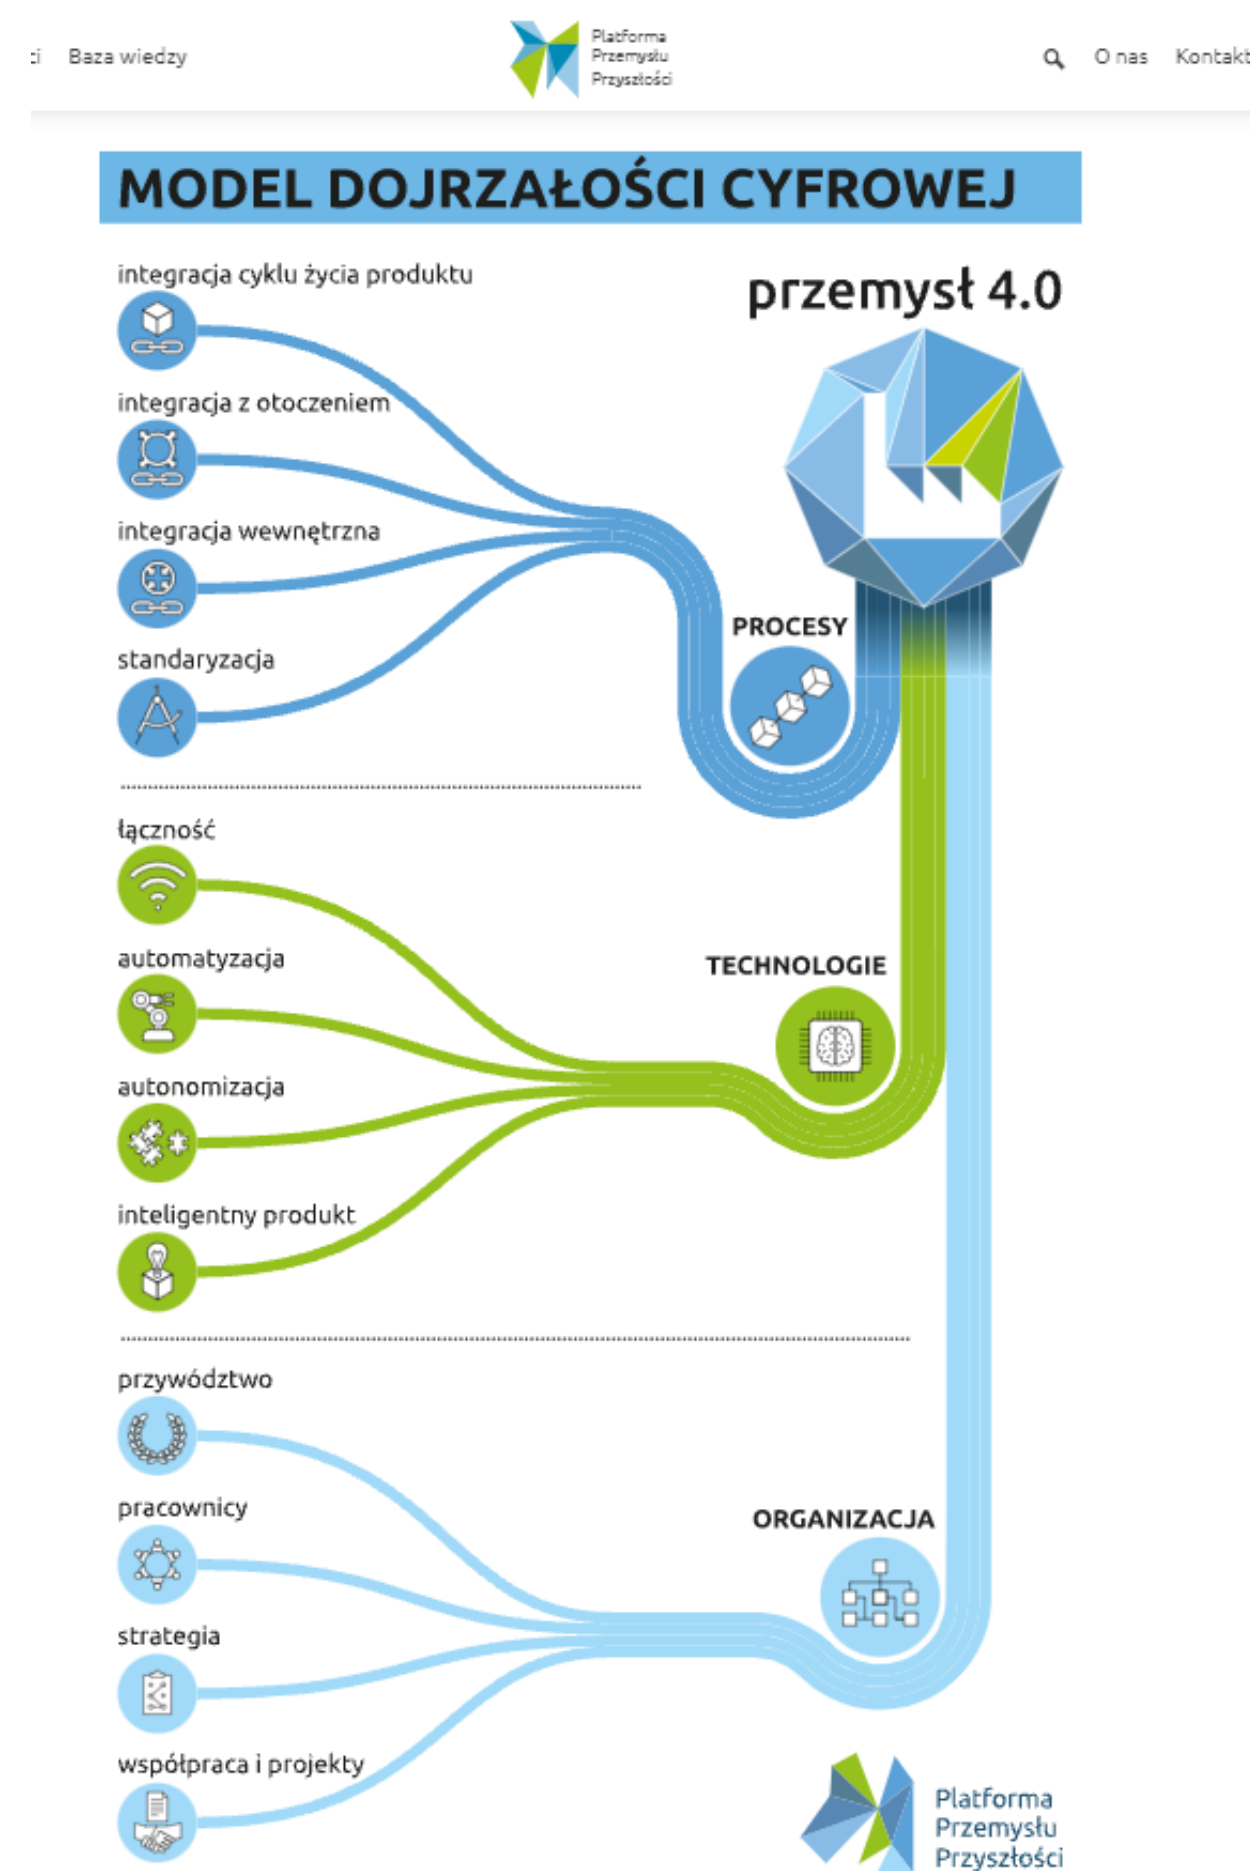 Baza wiedzy
Platforma
Przemysłu
Przyszłości
O nas Kontakt
MODEL DOJRZAŁOŚCI CYFROWEJ
przemysł 4.0
integracja cyklu życia produktu
integracja z otoczeniem
integracja wewnętrzna
standaryzacja
PROCESY
łączność
automatyzacja
autonomizacja
inteligentny produkt
TECHNOLOGIE
przywództwo
pracownicy
strategia
współpraca i projekty
ORGANIZACJA
Platforma
Przemysłu
Przyszłości